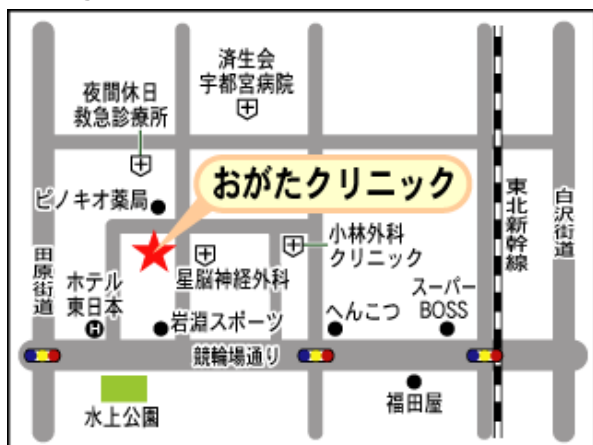 済生会
宇都宮病院
夜間休日
救急診療所
おがたクリニック
ピノキオ薬局
小林外科
クリニック
東北新幹線
白沢街道
田原街道
ホテル
東日本
H
星脳神経外科
スーパー
BOSS
岩淵スポーツ
へんこつ
競輪場通り
福田屋
水上公園